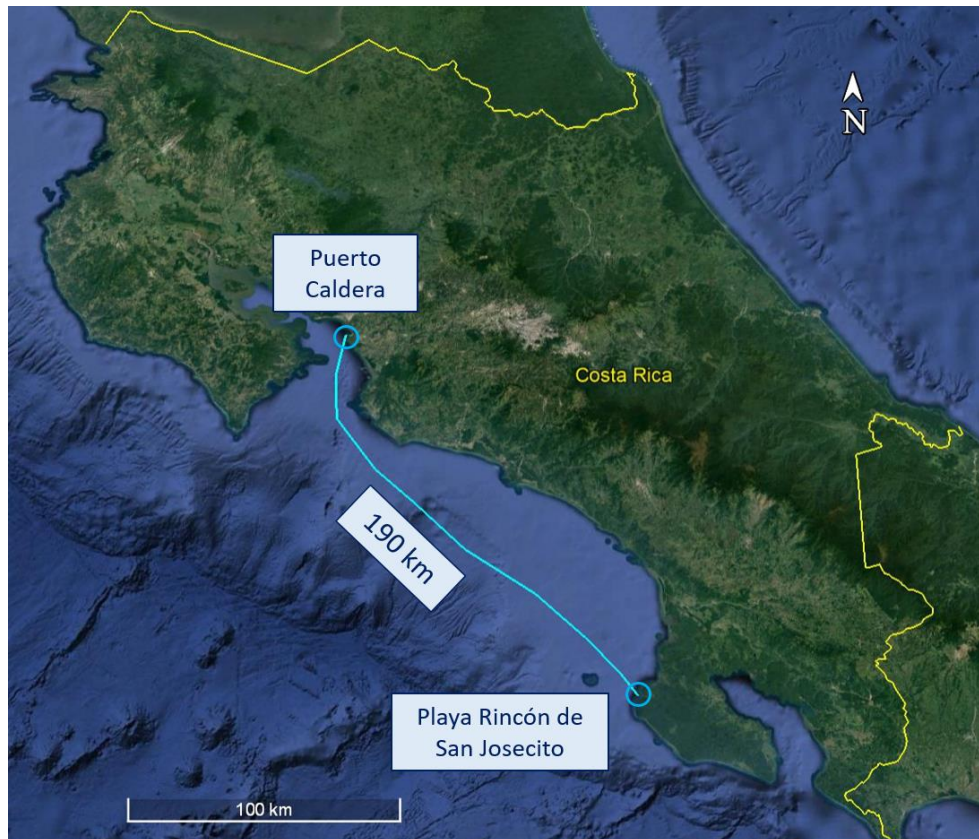 N
Puerto
Caldera
Costa Rica
190 km
Playa Rincón de
San Josecito
100 km